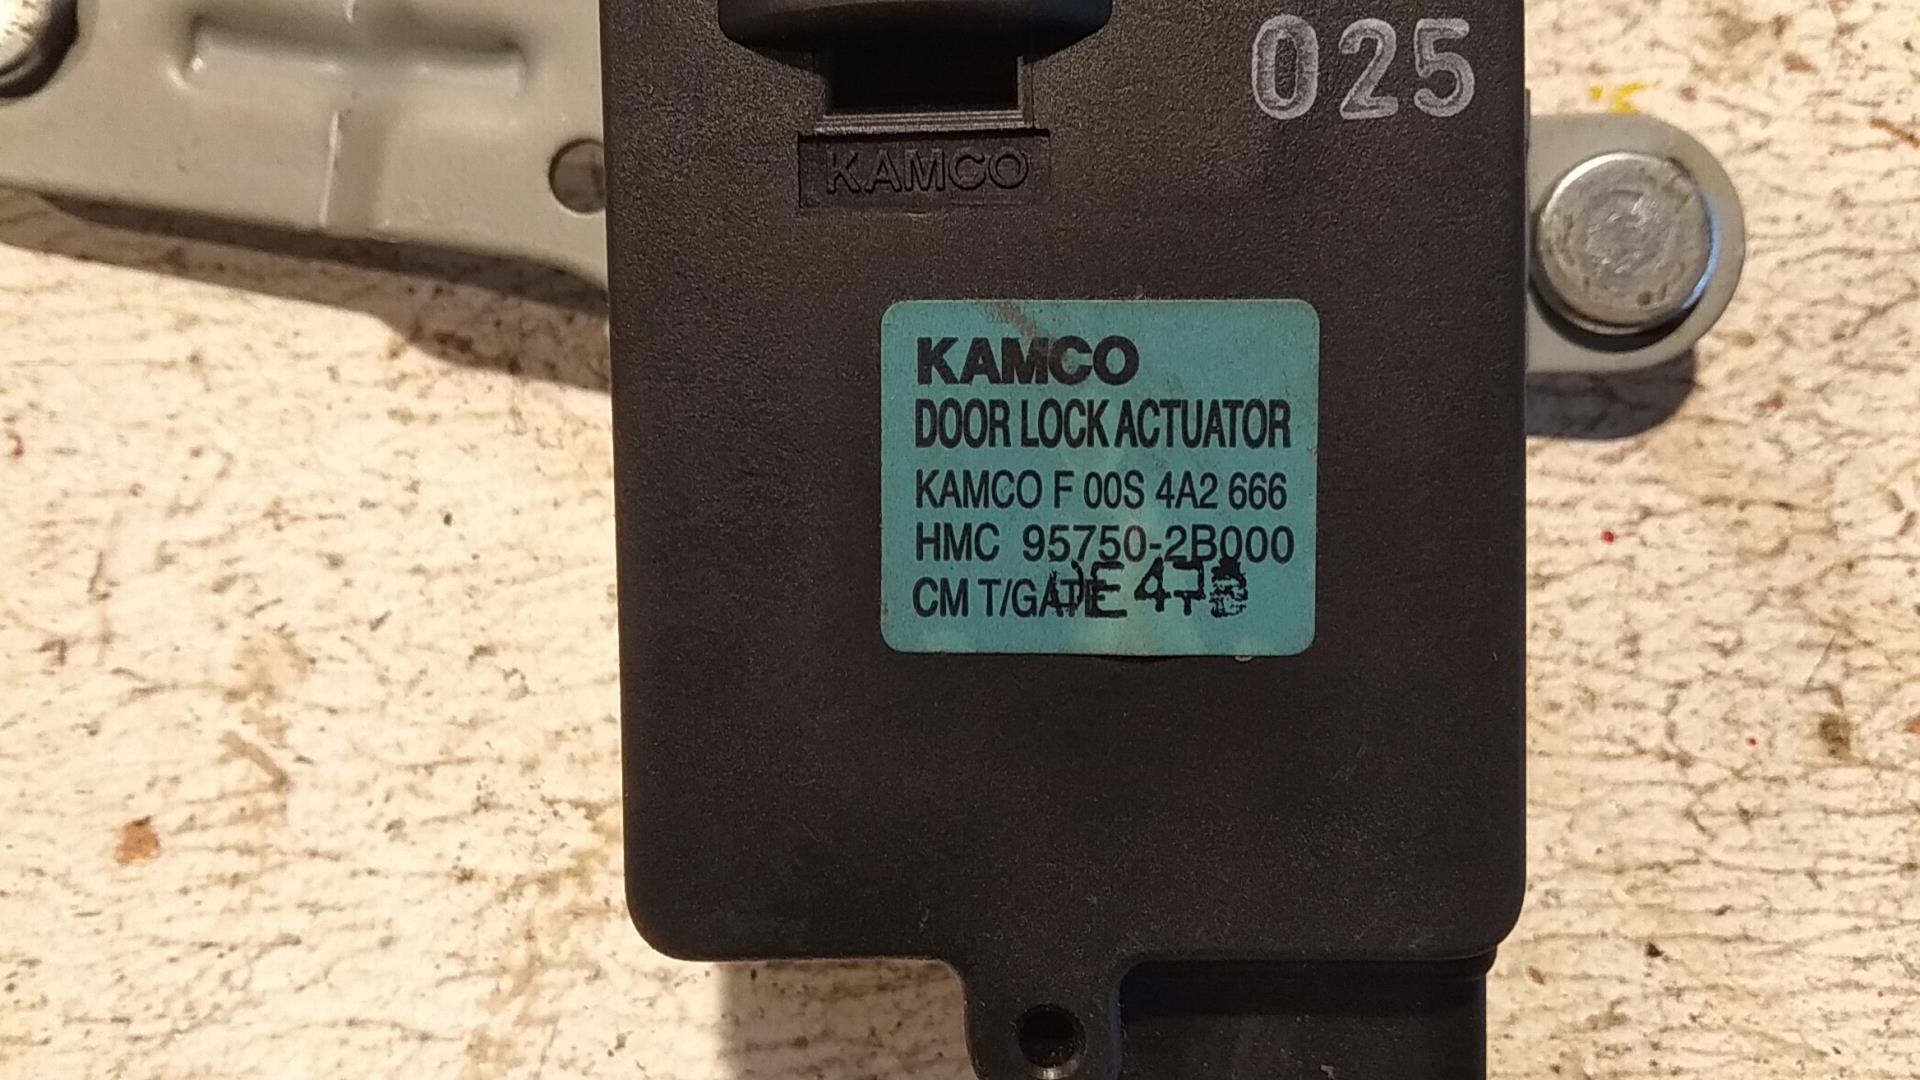 025
KAMCO
KAMCO
DOOR LOCK ACTUATOR
KAMCO F 00S 4A2 666
HMC 95750-2B000
CM T/GATE